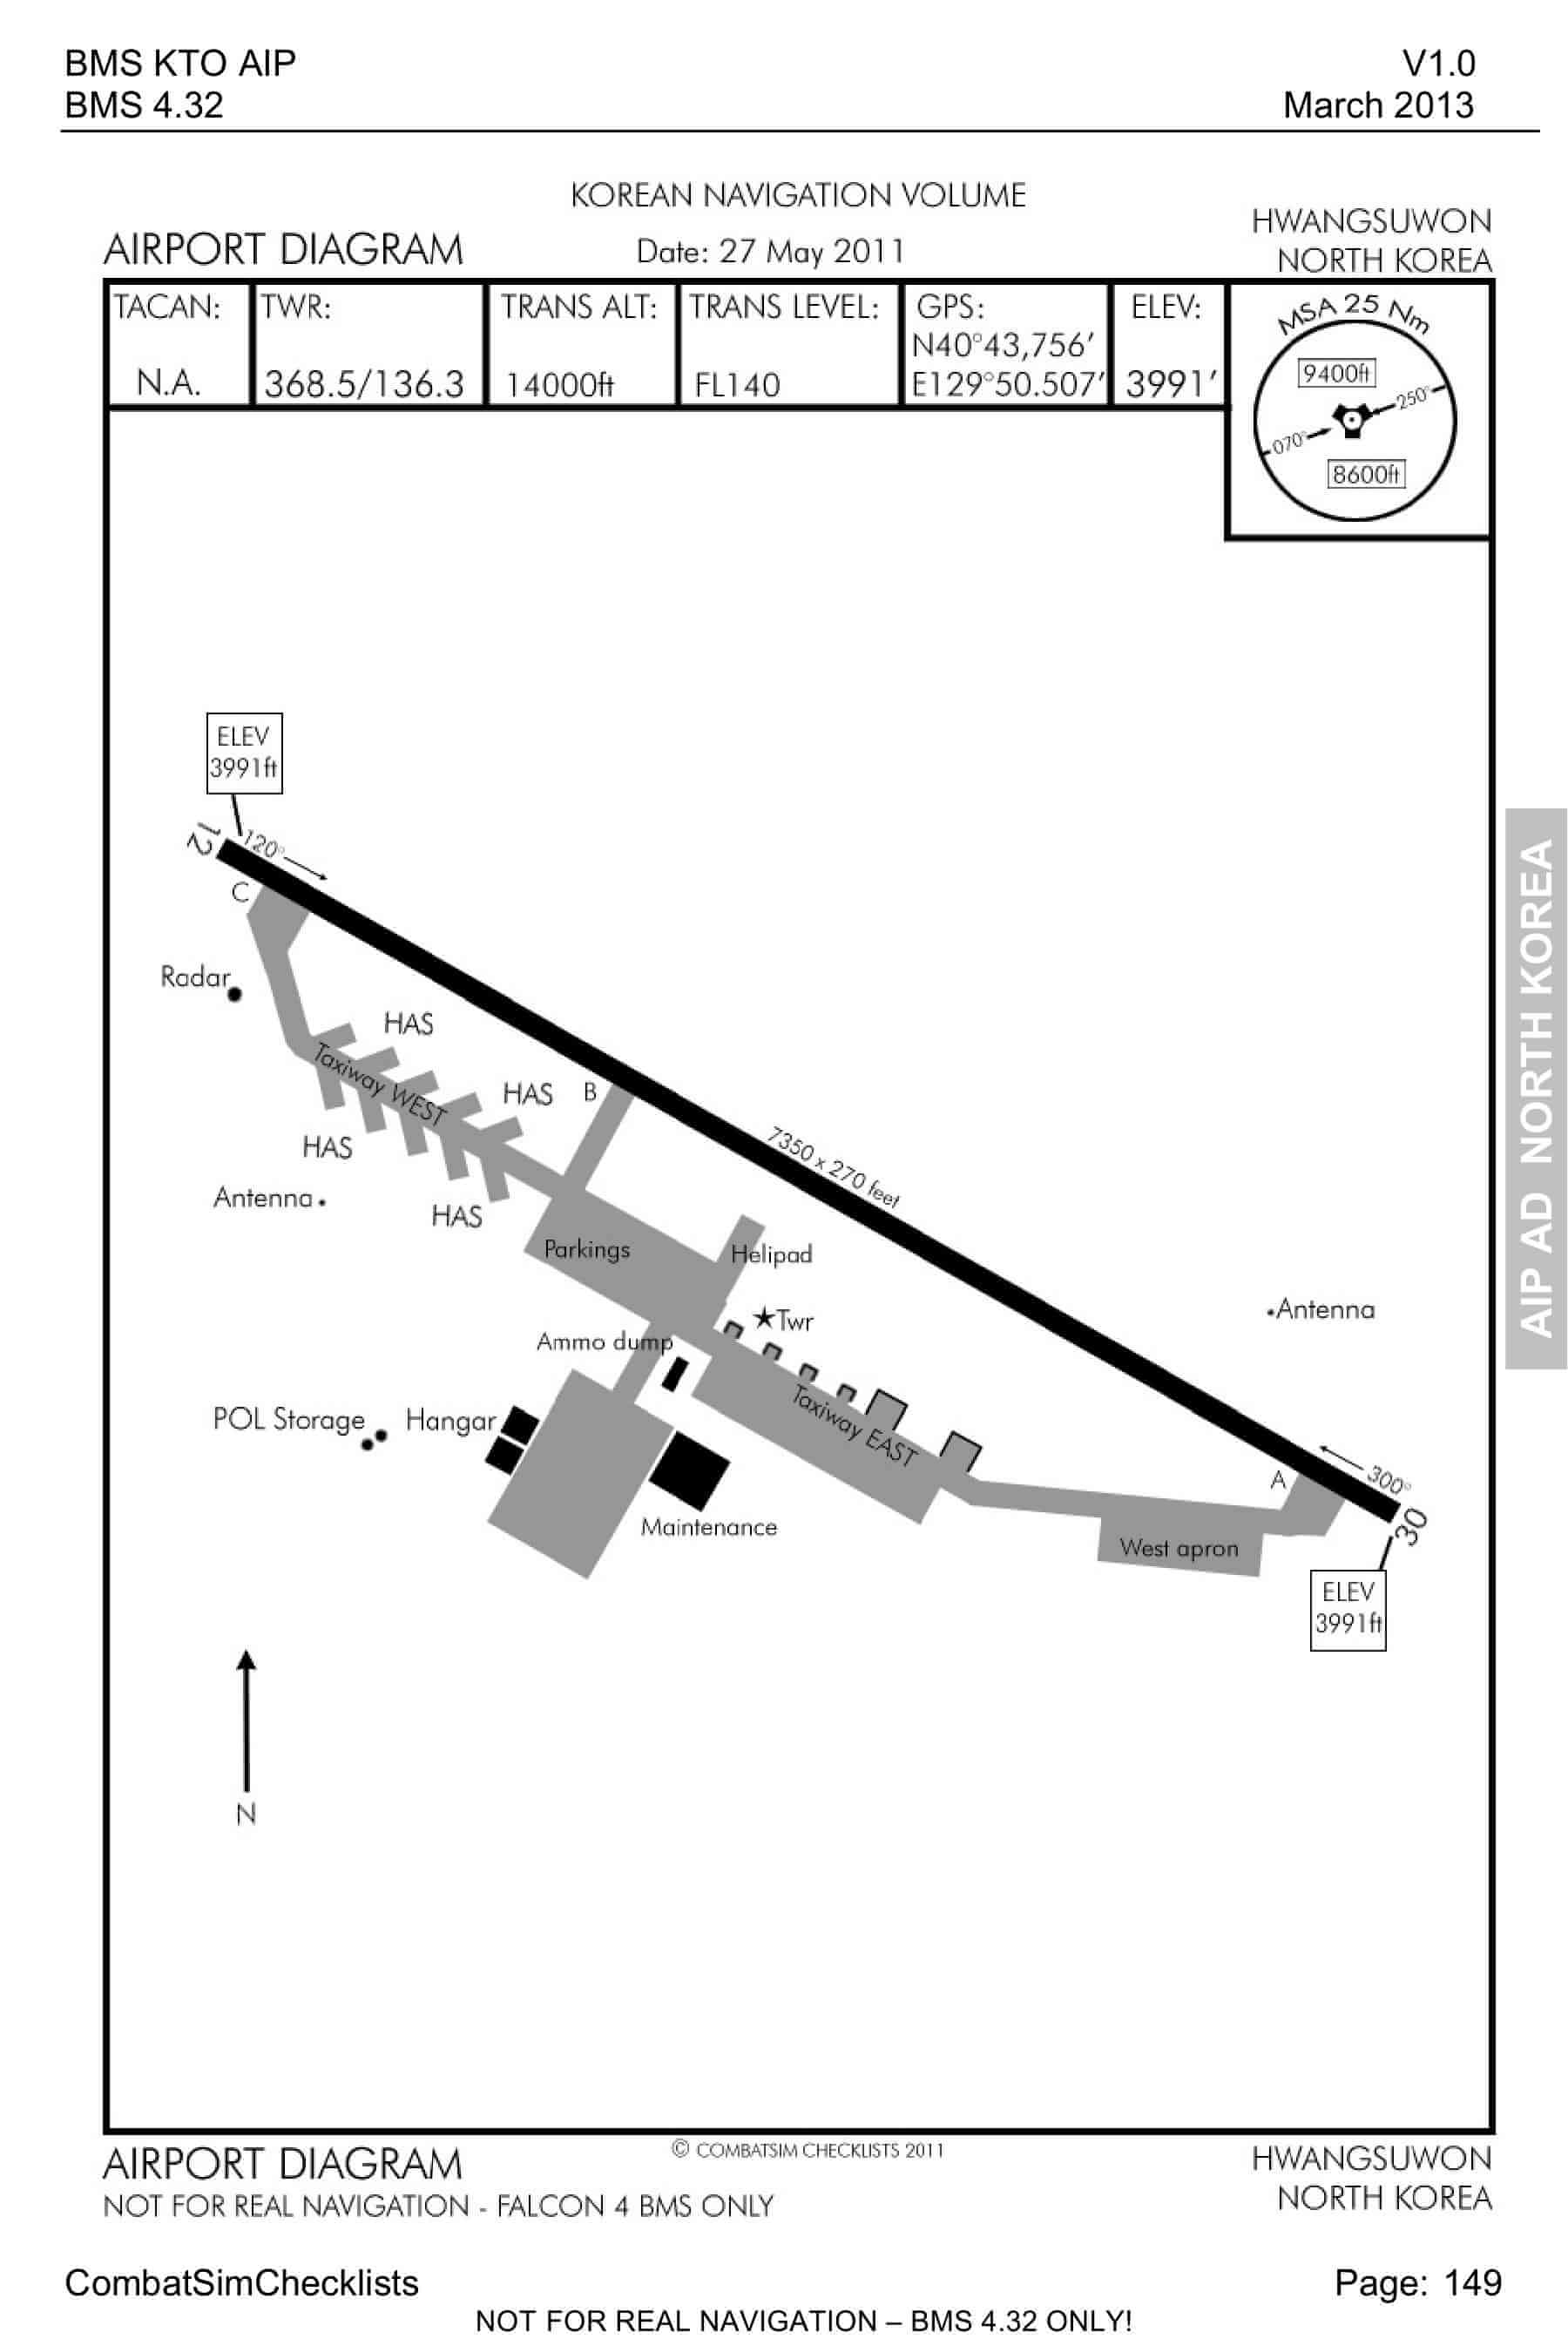 BMS KTO AIP
V1.0
BMS 4.32
March 2013
KOREAN NAVIGATION VOLUME
HWANGSUWON
AIRPORT DIAGRAM
Date: 27 May 2011
NORTH KOREA
TACAN:
N.A.
TWR:
368.5/136.3
TRANS ALT:
14000ft
TRANS LEVEL:
FL140
GPS:
N40°43,756'
E129°50.507'
ELEV:
3991'
MSA 25 Nm
9400ft
250°
070°
8600ft
ELEV
3991ft
12
120°
C
Radar
HAS
Taxiway WEST
HAS
B
HAS
7350 x 270 feet
Antenna
HAS
Parkings
Helipad
Twr
Antenna
Ammo dump
Taxiway EAST
POL Storage
Hangar
A
300°
30
Maintenance
West apron
ELEV
3991ft
N
AIP AD NORTH KOREA
© COMBATSIM CHECKLISTS 2011
AIRPORT DIAGRAM
HWANGSUWON
NOT FOR REAL NAVIGATION - FALCON 4 BMS ONLY
NORTH KOREA
CombatSimChecklists
Page: 149
NOT FOR REAL NAVIGATION – BMS 4.32 ONLY!